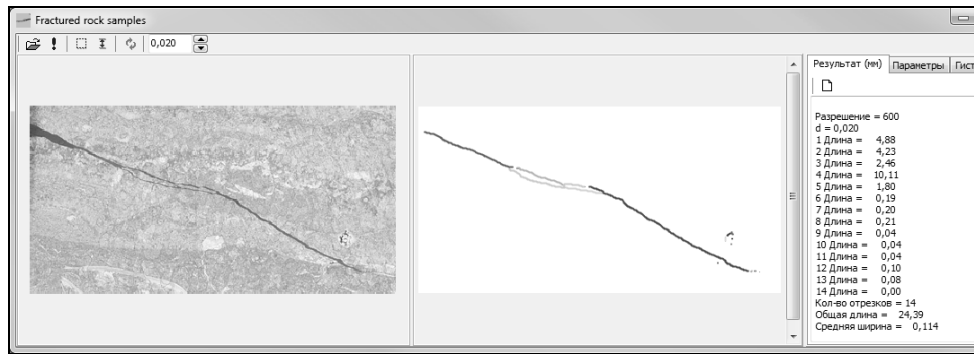 Fractured rock samples
0,020
Результат (мм) Параметры Гист
Разрешение = 600
d = 0,020
1 Длина = 4,88
2 Длина = 4,23
3 Длина = 2,46
4 Длина = 10,11
5 Длина = 1,80
6 Длина = 0,19
7 Длина = 0,20
8 Длина = 0,21
9 Длина = 0,04
10 Длина = 0,04
11 Длина = 0,04
12 Длина = 0,10
13 Длина = 0,08
14 Длина = 0,00
Кол-во отрезков = 14
Общая длина = 24,39
Средняя ширина = 0,114